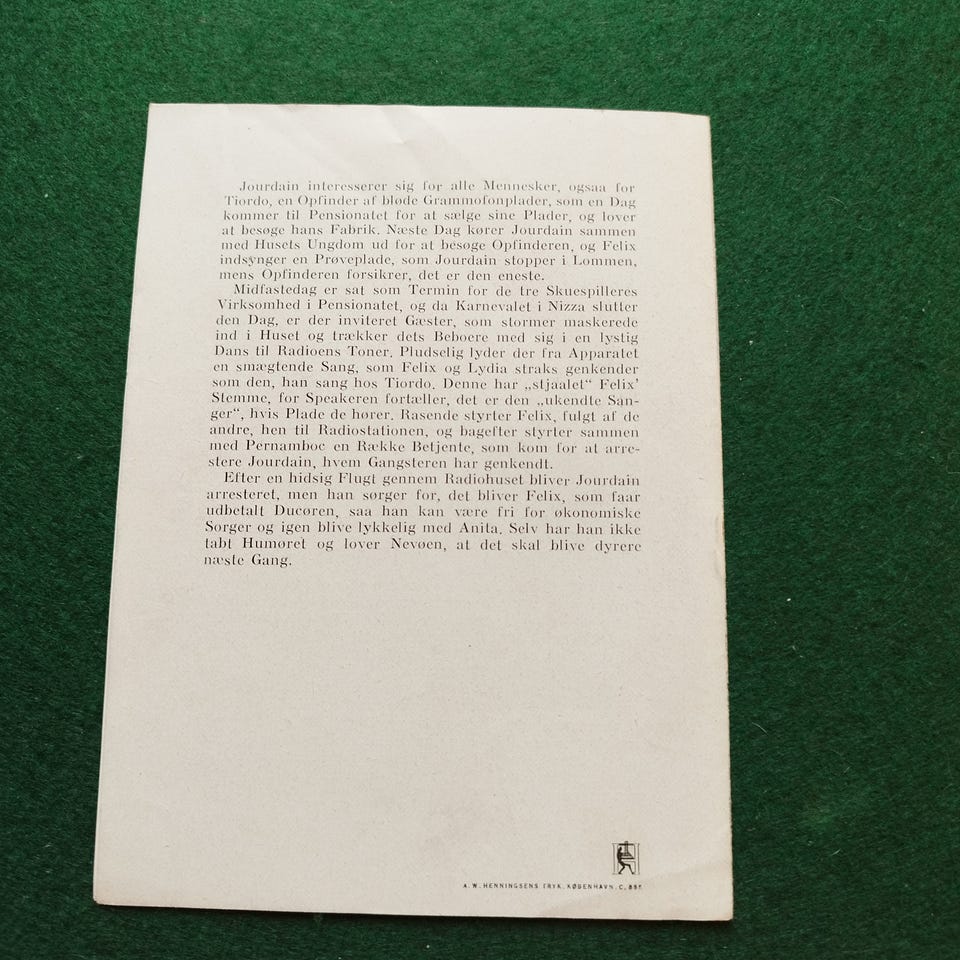 Jourdain interesserer sig for alle Mennesker, ogsaa for
Tiordo, en Opfinder af bløde Grammofonplader, som en Dag
kommer til Pensionatet for at sælge sine Plader, og lover
at besøge hans Fabrik. Næste Dag kører Jourdain sammen
med Husets Ungdom ud for at besøge Opfinderen, og Felix
indsynger en Prøveplade, som Jourdain stopper i Lommen,
mens Opfinderen forsikrer, det er den eneste.
Midfastedag er sat som Termin for de tre Skuespilleres
Virksomhed i Pensionatet, og da Karnevalet i Nizza slutter
den Dag, er der inviteret Gæster, som stormer maskerede
ind i Huset og trækker dets Beboere med sig i en lystig
Dans til Radioens Toner. Pludselig lyder der fra Apparatet
en smægtende Sang, som Felix og Lydia straks genkender
som den, han sang hos Tiordo. Denne har „stjaalet“ Felix’
Stemme, for Speakeren fortæller, det er den „ukendte San-
ger“, hvis Plade de hører. Rasende styrter Felix, fulgt af de
andre, hen til Radiostationen, og bagefter styrter sammen
med Pernamboc en Række Betjente, som kom for at arre-
stere Jourdain, hvem Gangsteren har genkendt.
Efter en hidsig Flugt gennem Radiohuset bliver Jourdain
arresteret, men han sørger for, det bliver Felix, som faar
udbetalt Ducøren, saa han kan være fri for økonomiske
Sorger og igen blive lykkelig med Anita. Selv har han ikke
tabt Humøret og lover Nevøen, at det skal blive dyrere
næste Gang.
A. W. HENNINGSENS TRYK, KØBENHAVN. C,